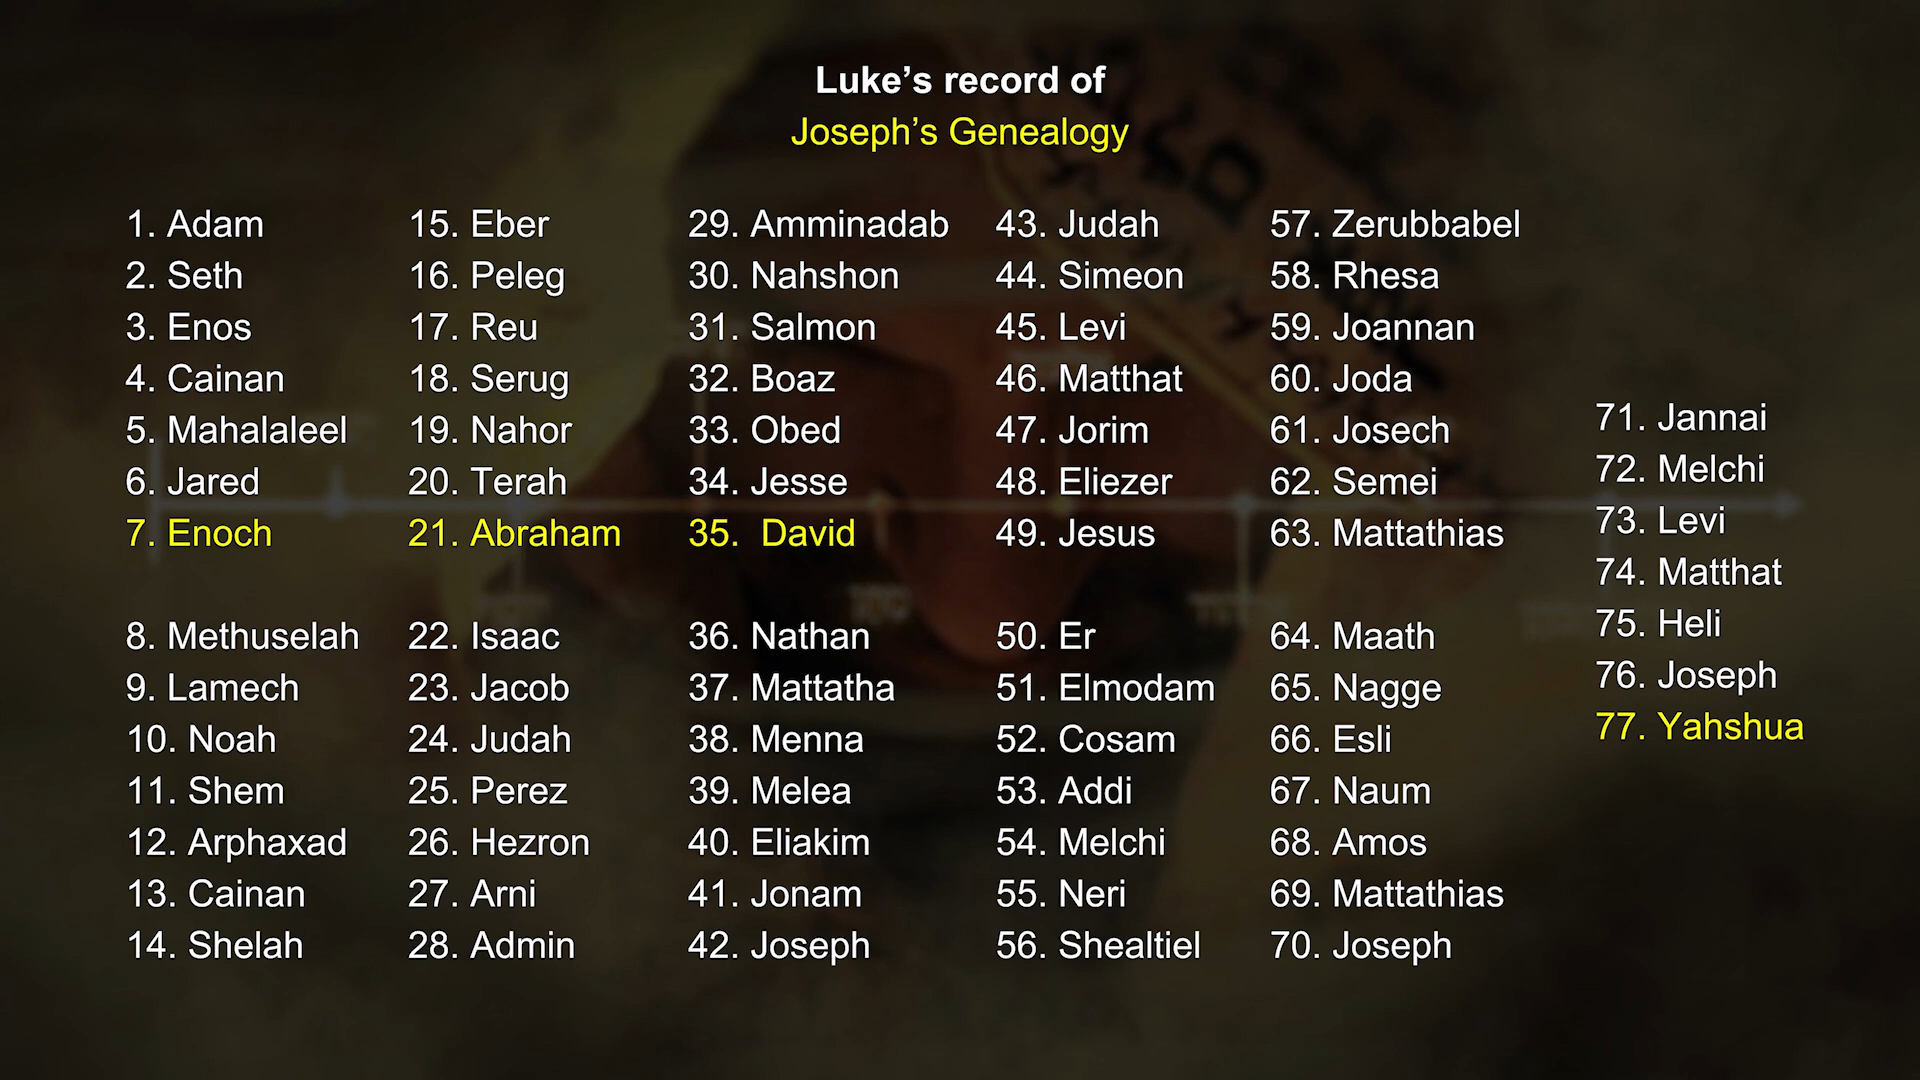 Luke’s record of
Joseph’s Genealogy
1. Adam
2. Seth
3. Enos
4. Cainan
5. Mahalaleel
6. Jared
7. Enoch
8. Methuselah
9. Lamech
10. Noah
11. Shem
12. Arphaxad
13. Cainan
14. Shelah
15. Eber
16. Peleg
17. Reu
18. Serug
19. Nahor
20. Terah
21. Abraham
22. Isaac
23. Jacob
24. Judah
25. Perez
26. Hezron
27. Arni
28. Admin
29. Amminadab
30. Nahshon
31. Salmon
32. Boaz
33. Obed
34. Jesse
35. David
36. Nathan
37. Mattatha
38. Menna
39. Melea
40. Eliakim
41. Jonam
42. Joseph
43. Judah
44. Simeon
45. Levi
46. Matthat
47. Jorim
48. Eliezer
49. Jesus
50. Er
51. Elmodam
52. Cosam
53. Addi
54. Melchi
55. Neri
56. Shealtiel
57. Zerubbabel
58. Rhesa
59. Joannan
60. Joda
61. Josech
62. Semei
63. Mattathias
64. Maath
65. Nagge
66. Esli
67. Naum
68. Amos
69. Mattathias
70. Joseph
71. Jannai
72. Melchi
73. Levi
74. Matthat
75. Heli
76. Joseph
77. Yahshua